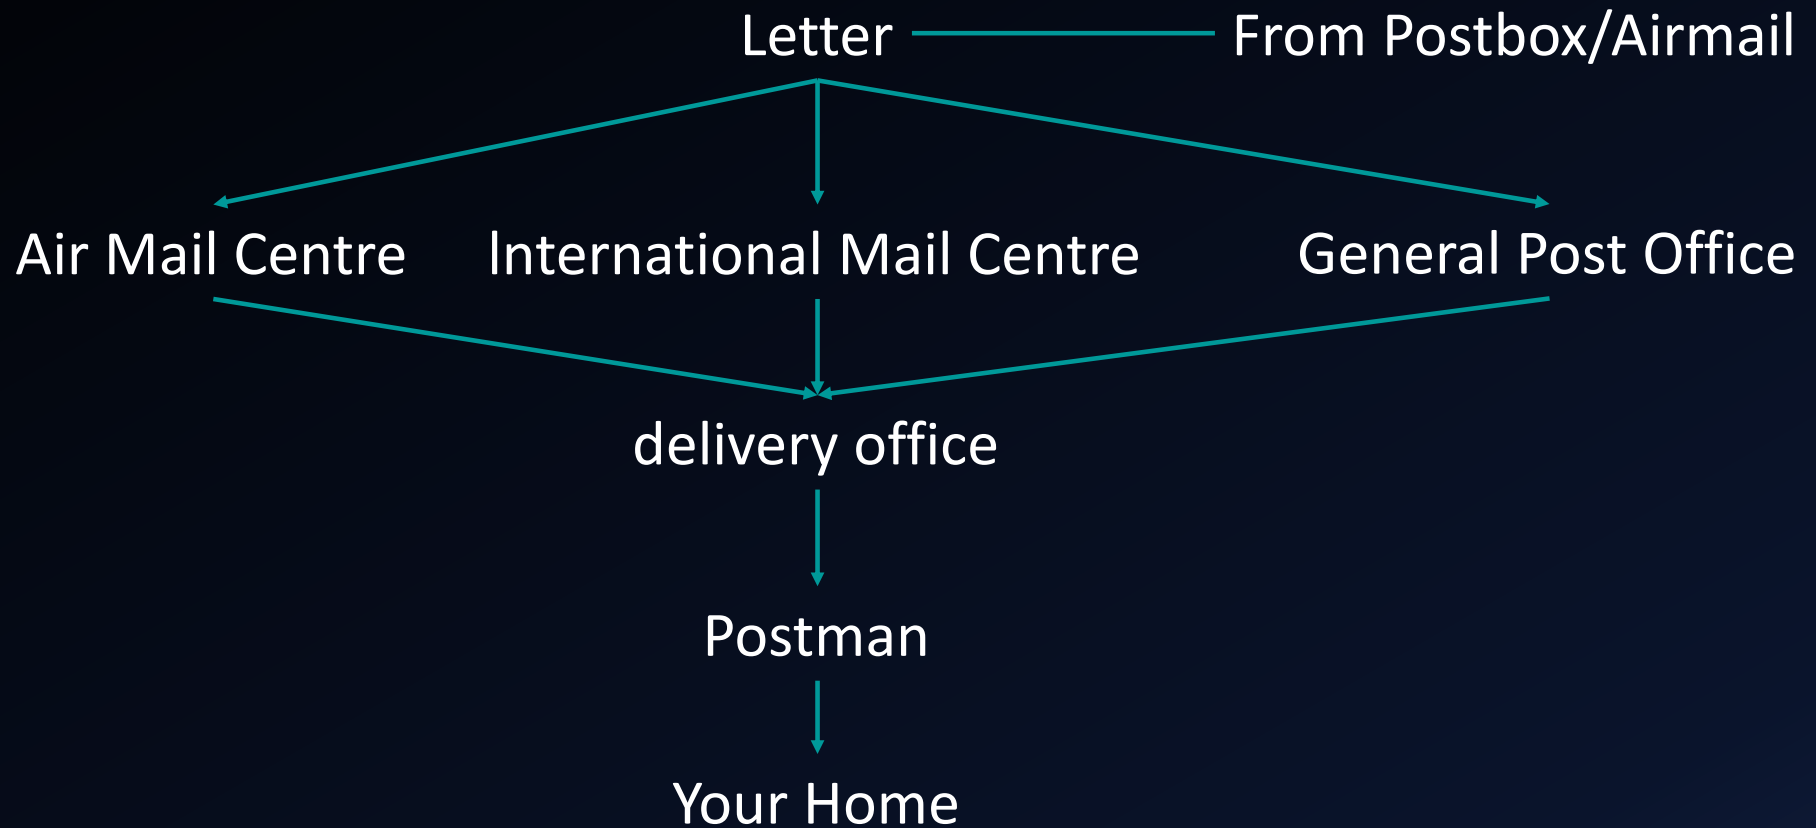 Letter
From Postbox/Airmail
Air Mail Centre
International Mail Centre
General Post Office
delivery office
Postman
Your Home